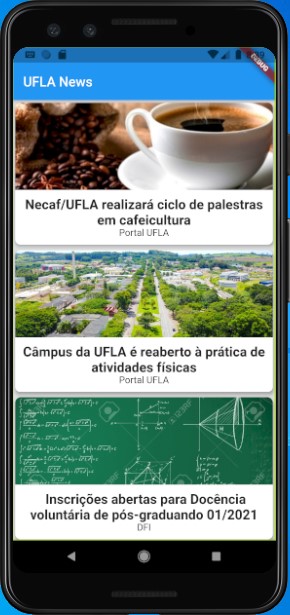 DEBUG
UFLA News
Necaf/UFLA realizará ciclo de palestras
em cafeicultura
Portal UFLA
Câmpus da UFLA é reaberto à prática de
atividades físicas
Portal UFLA
123RF
Inscrições abertas para Docência
voluntária de pós-graduando 01/2021
DFI